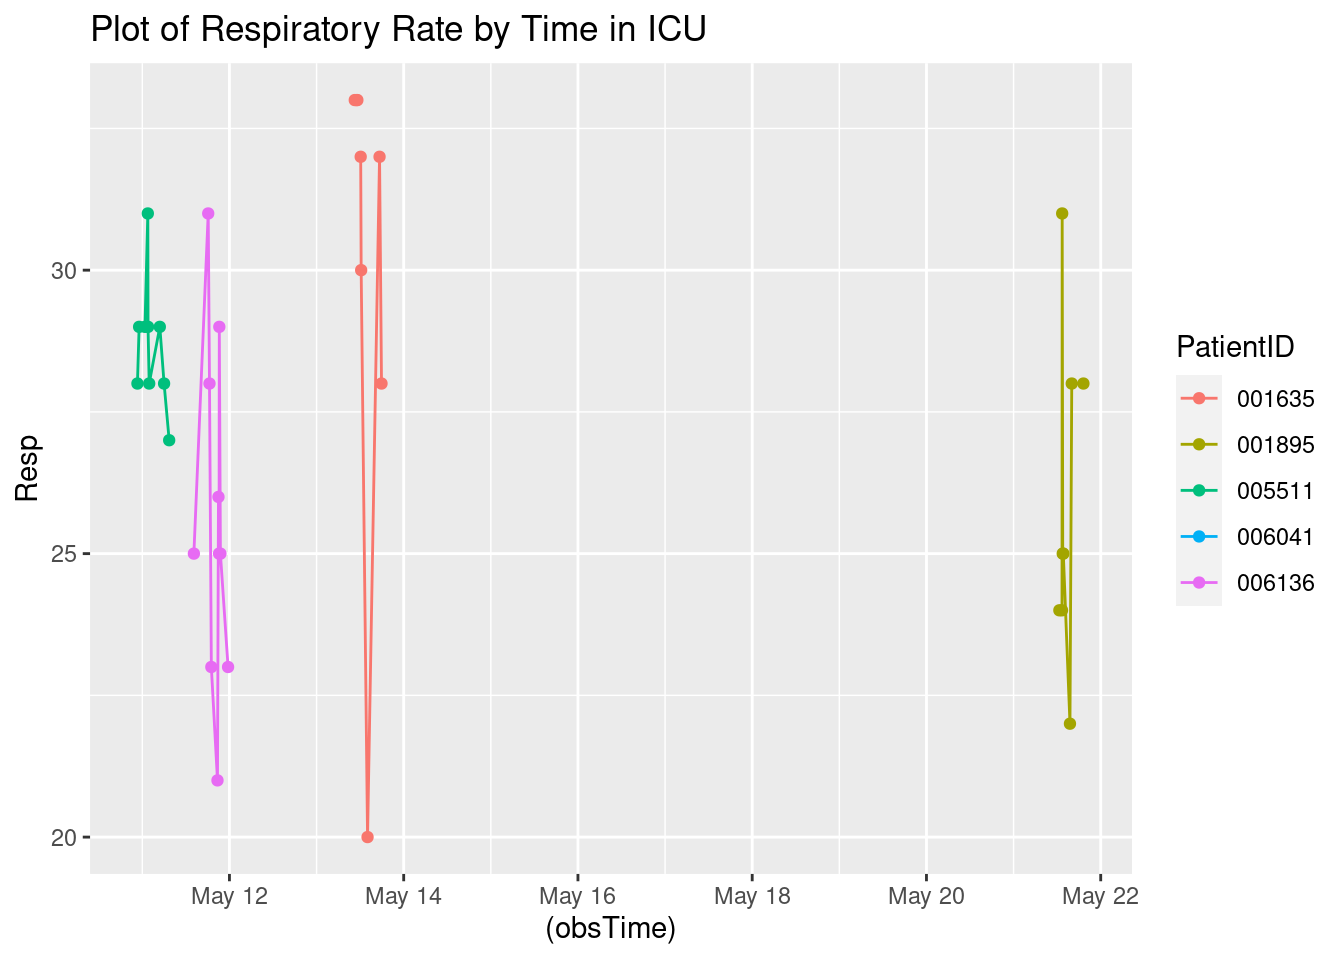 Plot of Respiratory Rate by Time in ICU
Resp
30
25
20
May 12 May 14 May 16 May 18 May 20 May 22
(obsTime)
PatientID
001635
001895
005511
006041
006136